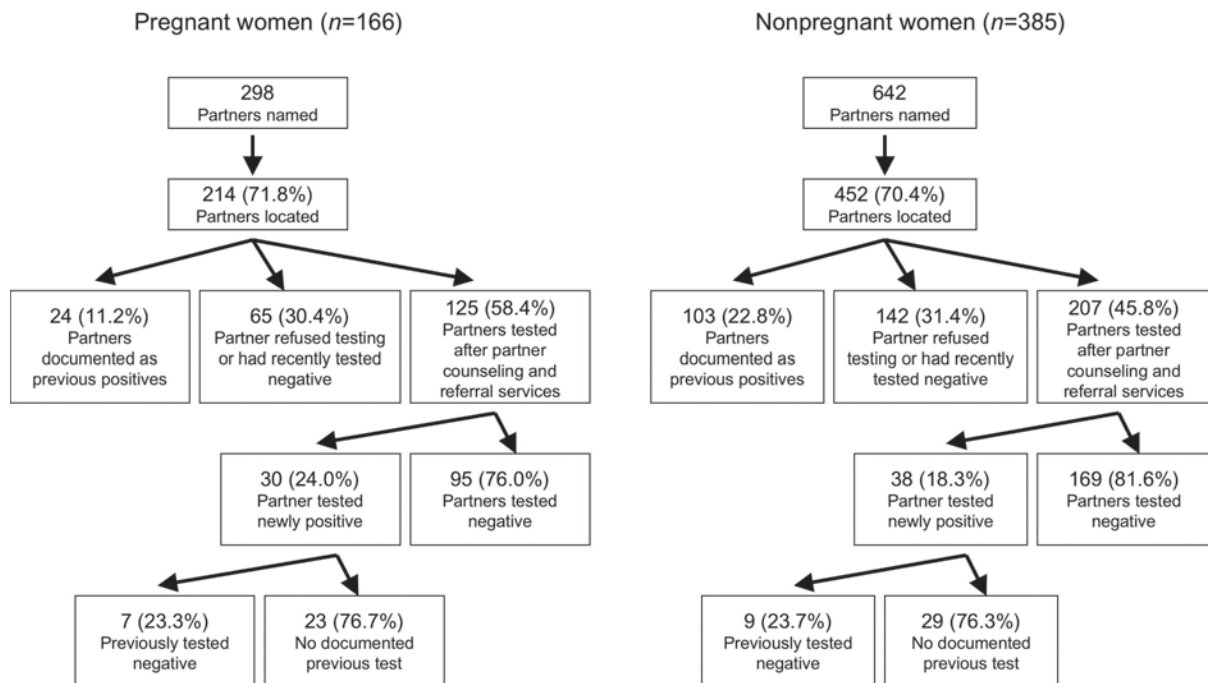 Pregnant women (n=166)
298
Partners named
214 (71.8%)
Partners located
24 (11.2%)
Partners
documented as
previous positives
65 (30.4%)
Partner refused testing
or had recently tested
negative
125 (58.4%)
Partners tested
after partner
counseling and
referral services
30 (24.0%)
Partner tested
newly positive
95 (76.0%)
Partners tested
negative
7 (23.3%)
Previously tested
negative
23 (76.7%)
No documented
previous test
Nonpregnant women (n=385)
642
Partners named
452 (70.4%)
Partners located
103 (22.8%)
Partners
documented as
previous positives
142 (31.4%)
Partner refused
testing or had recently
tested negative
207 (45.8%)
Partners tested
after partner
counseling and
referral services
38 (18.3%)
Partner tested
newly positive
169 (81.6%)
Partners tested
negative
9 (23.7%)
Previously tested
negative
29 (76.3%)
No documented
previous test